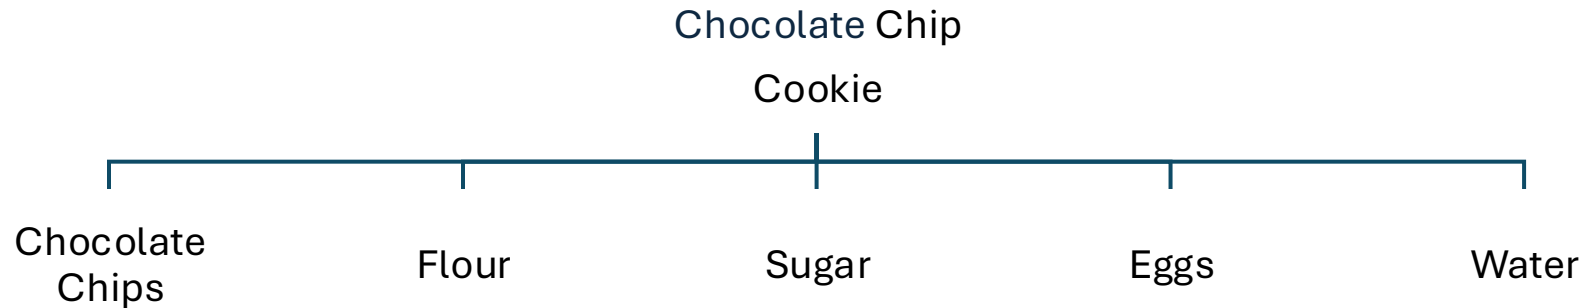 Chocolate Chip
Cookie
Chocolate
Chips
Flour
Sugar
Eggs
Water